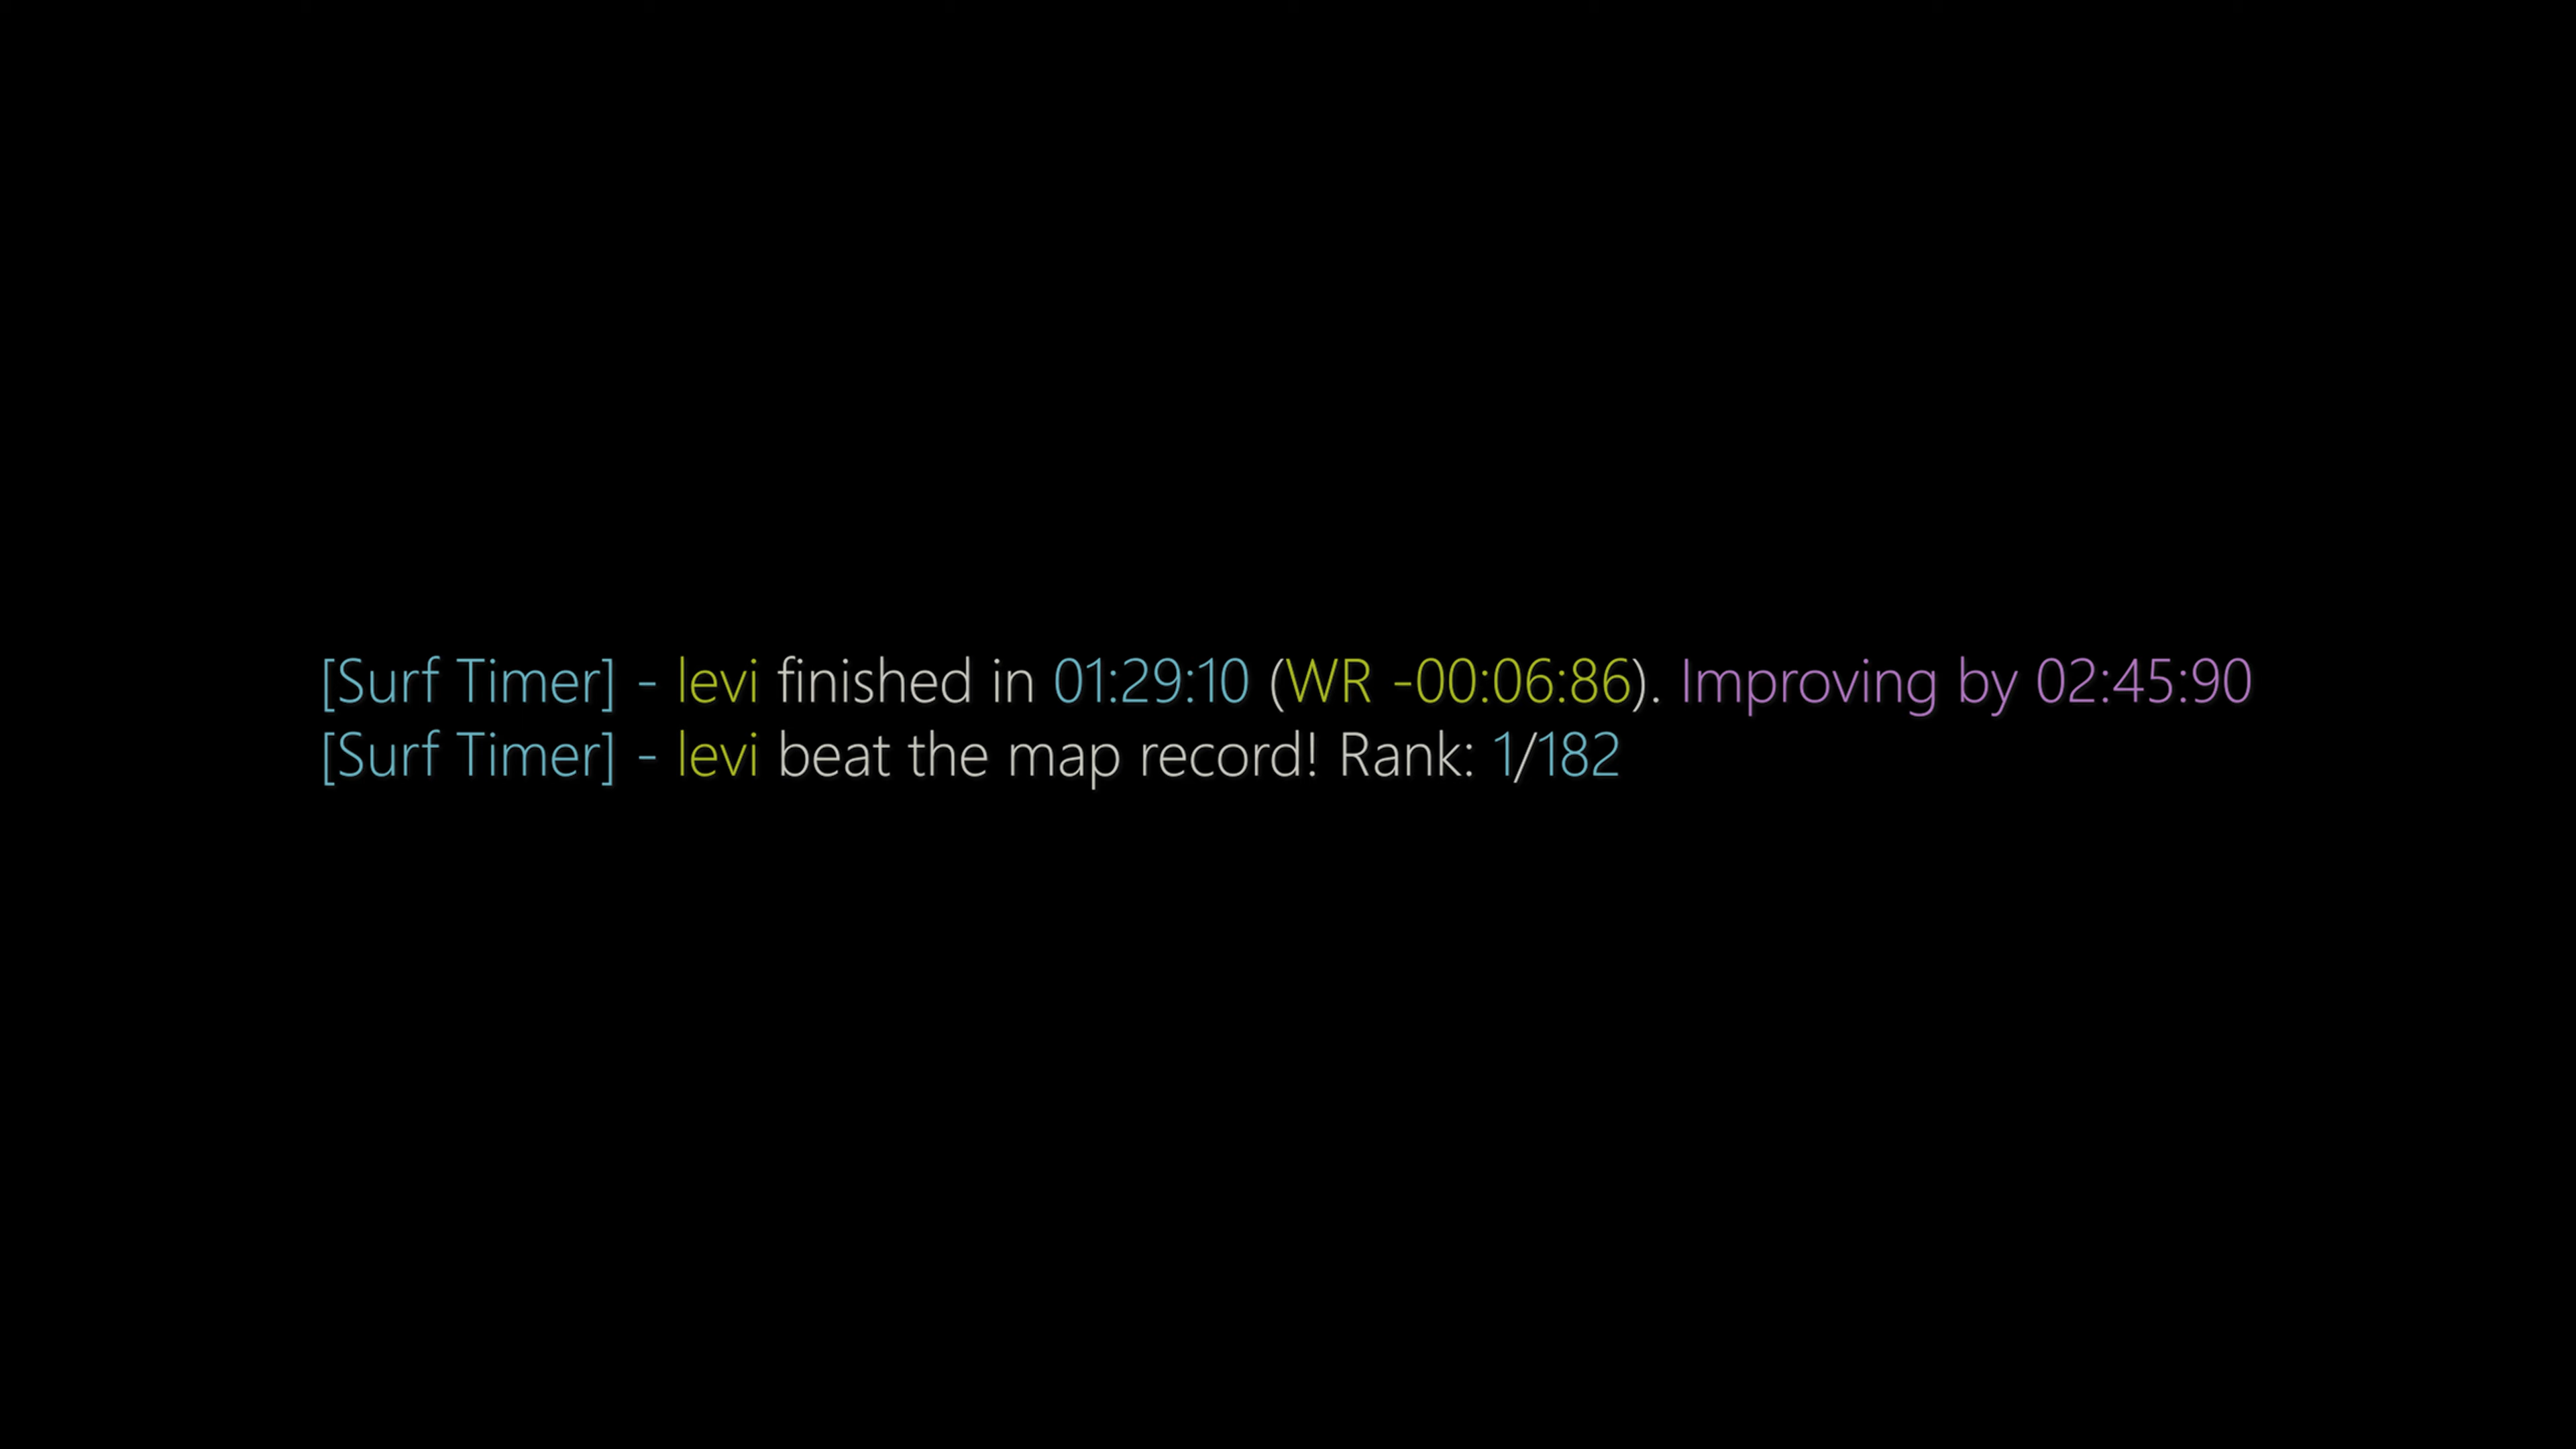 [Surf Timer] - levi finished in 01:29:10 (WR -00:06:86). Improving by 02:45:90
[Surf Timer] - levi beat the map record! Rank: 1/182